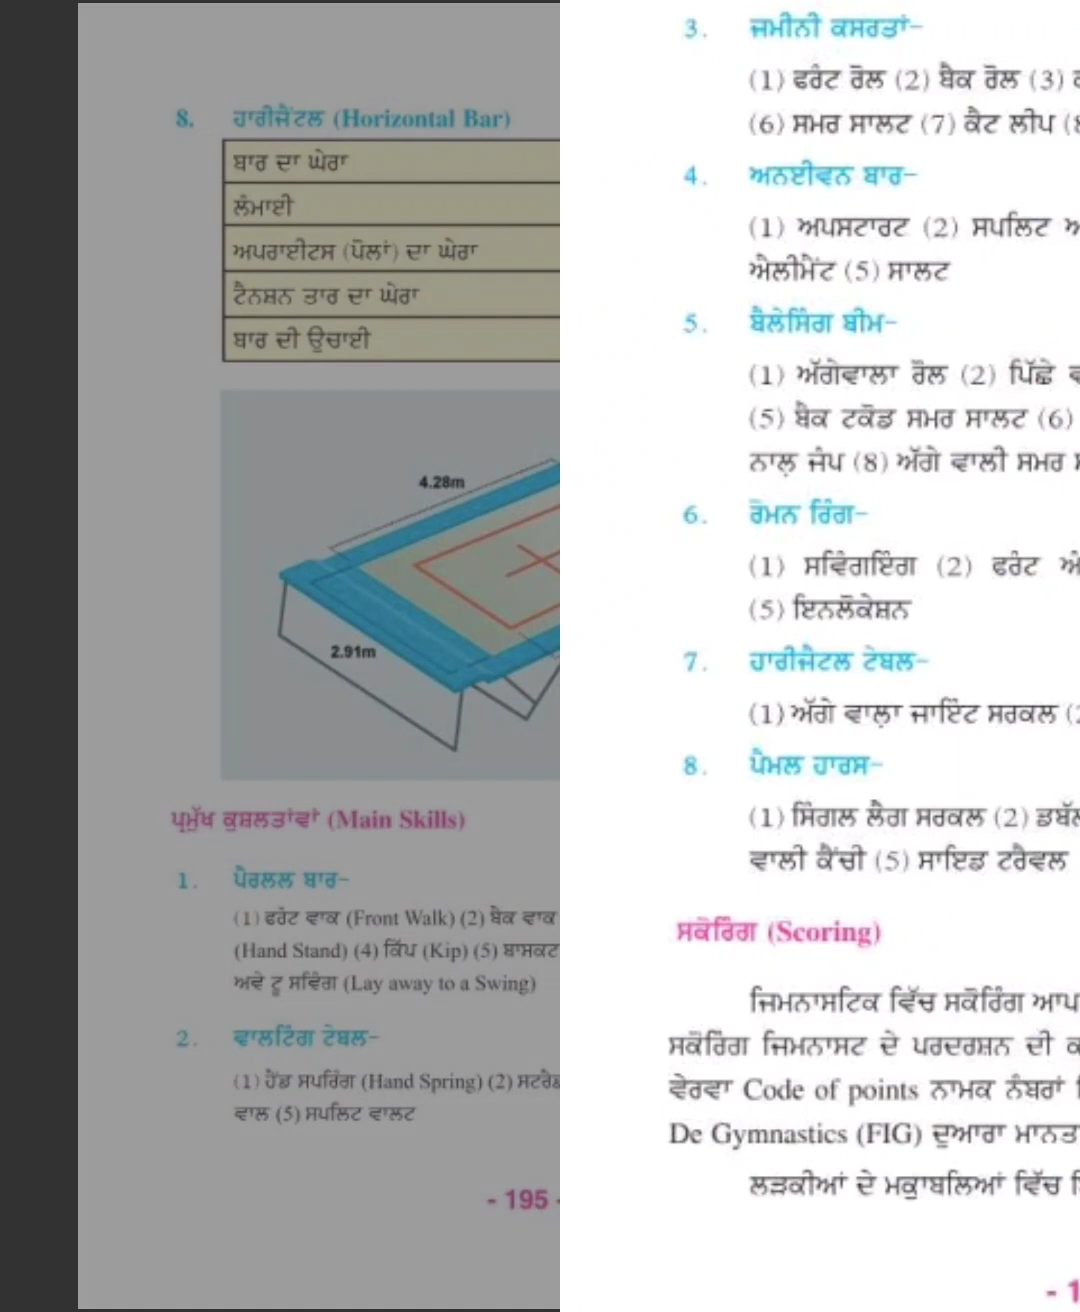 8. ਹਾਰੀਜੈਂਟਲ (Horizontal Bar)
ਬਾਰ ਦਾ ਘੇਰਾ
ਲੰਮਾਈ
ਅਪਰਾਈਟਸ (ਪੋਲਾਂ) ਦਾ ਘੇਰਾ
ਟੈਨਸ਼ਨ ਤਾਰ ਦਾ ਘੇਰਾ
ਬਾਰ ਦੀ ਉਚਾਈ
4.28m
2.91m
ਪ੍ਰਮੁੱਖ ਕੁਸ਼ਲਤਾਂਵਾਂ (Main Skills)
1. ਪੈਰਲਲ ਬਾਰ-
(1) ਫਰੰਟ ਵਾਕ (Front Walk) (2) ਬੈਕ ਵਾਕ
(Hand Stand) (4) ਕਿੱਪ (Kip) (5) ਬਾਸਕਟ
ਅਵੇ ਟੂ ਸਵਿੰਗ (Lay away to a Swing)
2. ਵਾਲਟਿੰਗ ਟੇਬਲ-
(1) ਹੈਂਡ ਸਪਰਿੰਗ (Hand Spring) (2)
ਵਾਲ (5) ਸਪਲਿਟ ਵਾਲਟ
- 195 -
3. ਜਮੀਨੀ ਕਸਰਤਾਂ-
(1) ਫਰੰਟ ਰੋਲ (2) ਬੈਕ ਰੋਲ (3)
(6) ਸਮਰ ਸਾਲਟ (7) ਕੈਟ ਲੀਪ
4. ਅਨਈਵਨ ਬਾਰ-
(1) ਅਪਸਟਾਰਟ (2) ਸਪਲਿਟ
ਐਲੀਮੈਂਟ (5) ਸਾਲਟ
5. ਬੈਲੇਸਿੰਗ ਬੀਮ-
(1) ਅੱਗੇਵਾਲਾ ਰੋਲ (2) ਪਿੱਛੇ
(5) ਬੈਕ ਟਕੋਡ ਸਮਰ ਸਾਲਟ (6)
ਨਾਲ਼ ਜੰਪ (8) ਅੱਗੇ ਵਾਲੀ ਸਮਰ
6. ਰੋਮਨ ਰਿੰਗ-
(1) ਸਵਿੰਗਇੰਗ (2) ਫਰੰਟ
(5) ਇਨਲੋਕੇਸ਼ਨ
7. ਹਾਰੀਜੈਟਲ ਟੇਬਲ-
(1) ਅੱਗੇ ਵਾਲ਼ਾ ਜਾਇੰਟ ਸਰਕਲ
8. ਪੈਮਲ ਹਾਰਸ-
(1) ਸਿੰਗਲ ਲੈਗ ਸਰਕਲ (2)
ਵਾਲੀ ਕੈਂਚੀ (5) ਸਾਇਡ ਟਰੈਵਲ
ਸਕੋਰਿੰਗ (Scoring)
ਜਿਮਨਾਸਟਿਕ ਵਿੱਚ ਸਕੋਰਿੰਗ
ਸਕੋਰਿੰਗ ਜਿਮਨਾਸਟ ਦੇ ਪਰਦਰਸ਼ਨ ਦੀ
ਵੇਰਵਾ Code of points ਨਾਮਕ ਨੰਬਰਾਂ
De Gymnastics (FIG) ਦੁਆਰਾ
ਲੜਕੀਆਂ ਦੇ ਮਕੁਾਬਲਿਆਂ ਵਿੱਚ